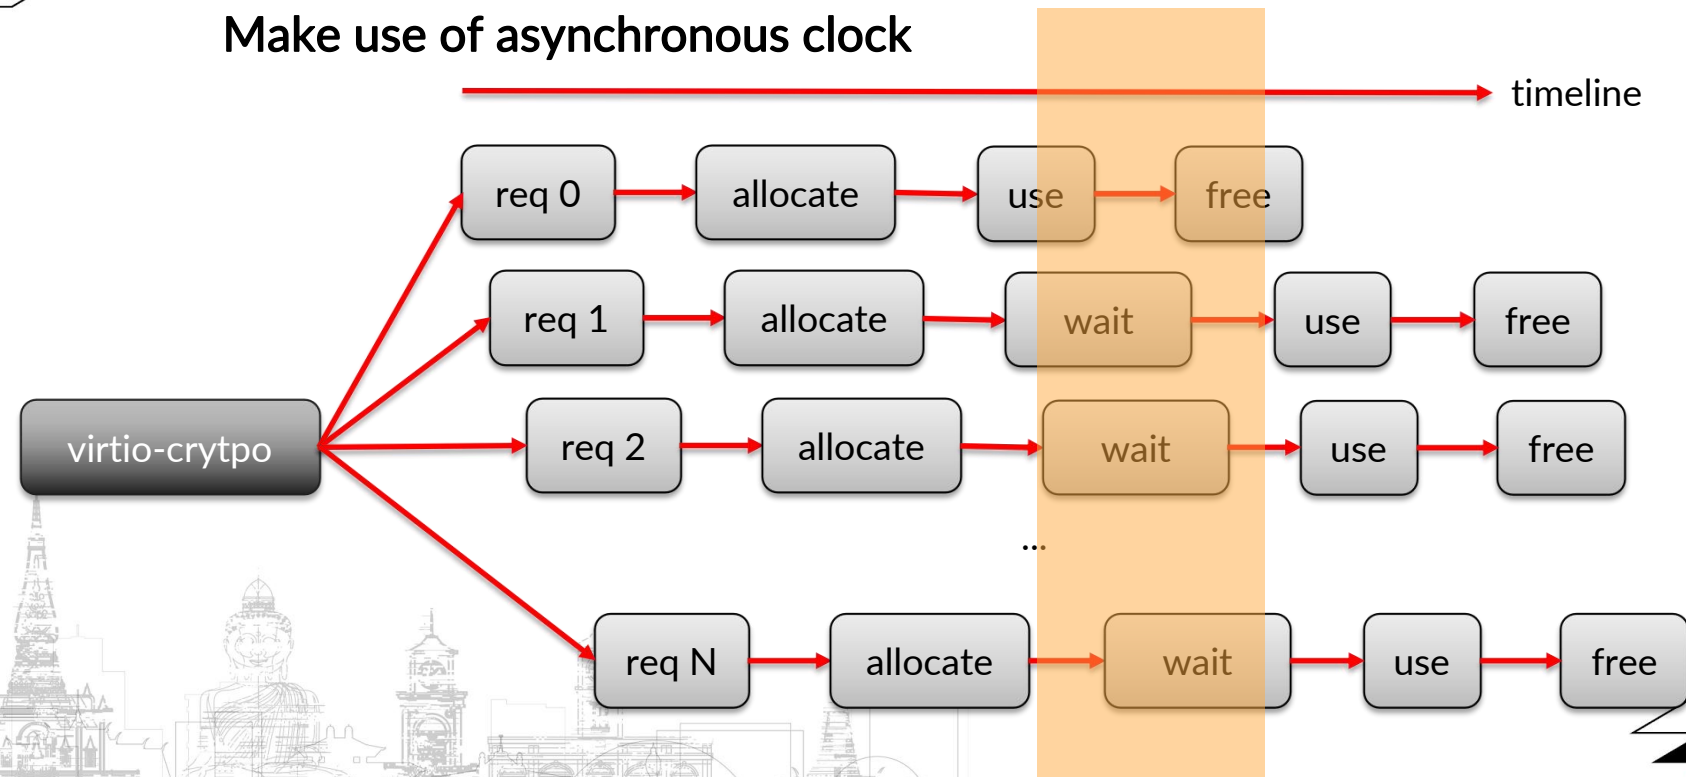 Make use of asynchronous clock
timeline
req 0 allocate use free
req 1 allocate wait use free
virtio-crytpo req 2 allocate wait use free
...
req N allocate wait use free